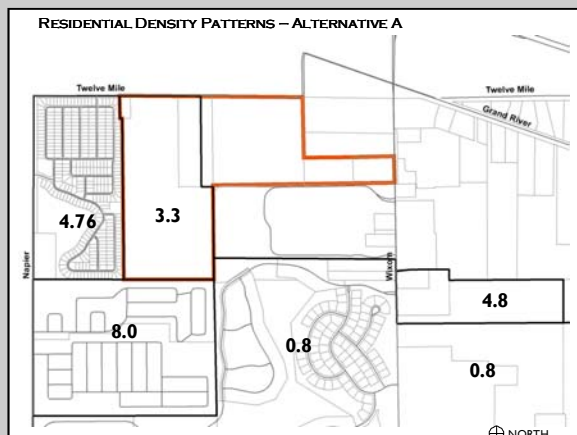 RESIDENTIAL DENSITY PATTERNS – ALTERNATIVE A
Twelve Mile
Twelve Mile
Grand River
4.76
3.3
Napier
Wixom
4.8
8.0
0.8
0.8
NORTH